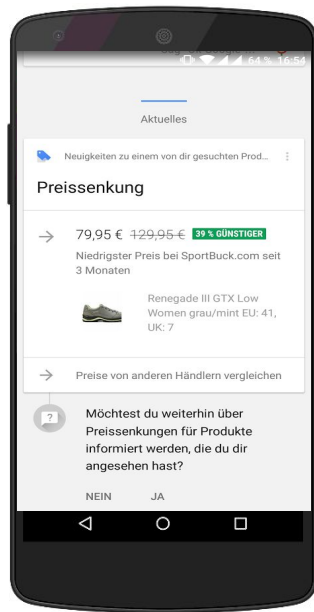 64 % 16:54
Aktuelles
Neuigkeiten zu einem von dir gesuchten Prod...
Preissenkung
79,95 € 129,95 € 39 % GÜNSTIGER
Niedrigster Preis bei SportBuck.com seit
3 Monaten
Renegade III GTX Low
Women grau/mint EU: 41,
UK: 7
Preise von anderen Händlern vergleichen
?
Möchtest du weiterhin über
Preissenkungen für Produkte
informiert werden, die du dir
angesehen hast?
NEIN JA